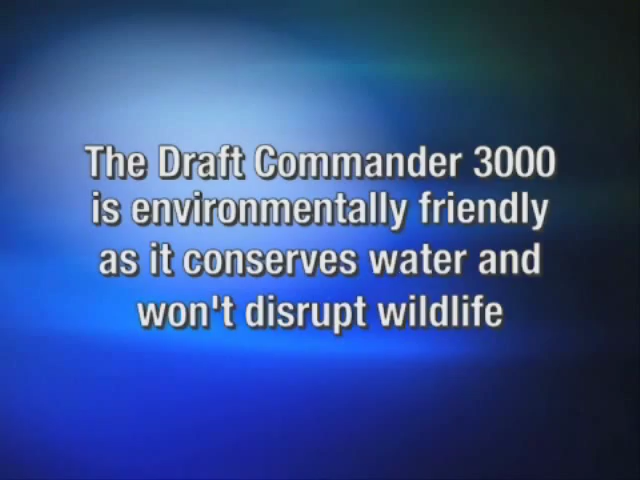 The Draft Commander 3000
is environmentally friendly
as it conserves water and
won't disrupt wildlife